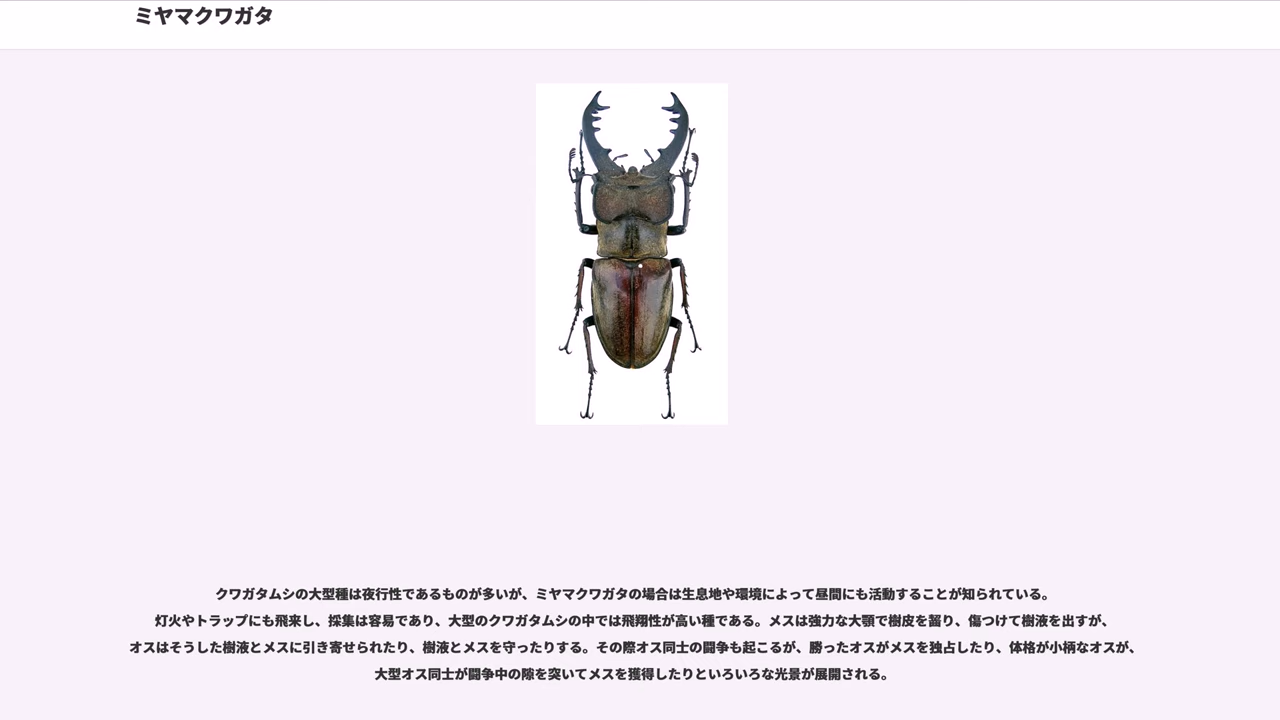 ミヤマクワガタ
クワガタムシの大型種は夜行性であるものが多いが、ミヤマクワガタの場合は生息地や環境によって昼間にも活動することが知られている。
灯火やトラップにも飛来し、採集は容易であり、大型のクワガタムシの中では飛翔性が高い種である。メスは強力な大顎で樹皮を齧り、傷つけて樹液を出すが、
オスはそうした樹液とメスに引き寄せられたり、樹液とメスを守ったりする。その際オス同士の闘争も起こるが、勝ったオスがメスを独占したり、体格が小柄なオスが、
大型オス同士が闘争中の隙を突いてメスを獲得したりといろいろな光景が展開される。